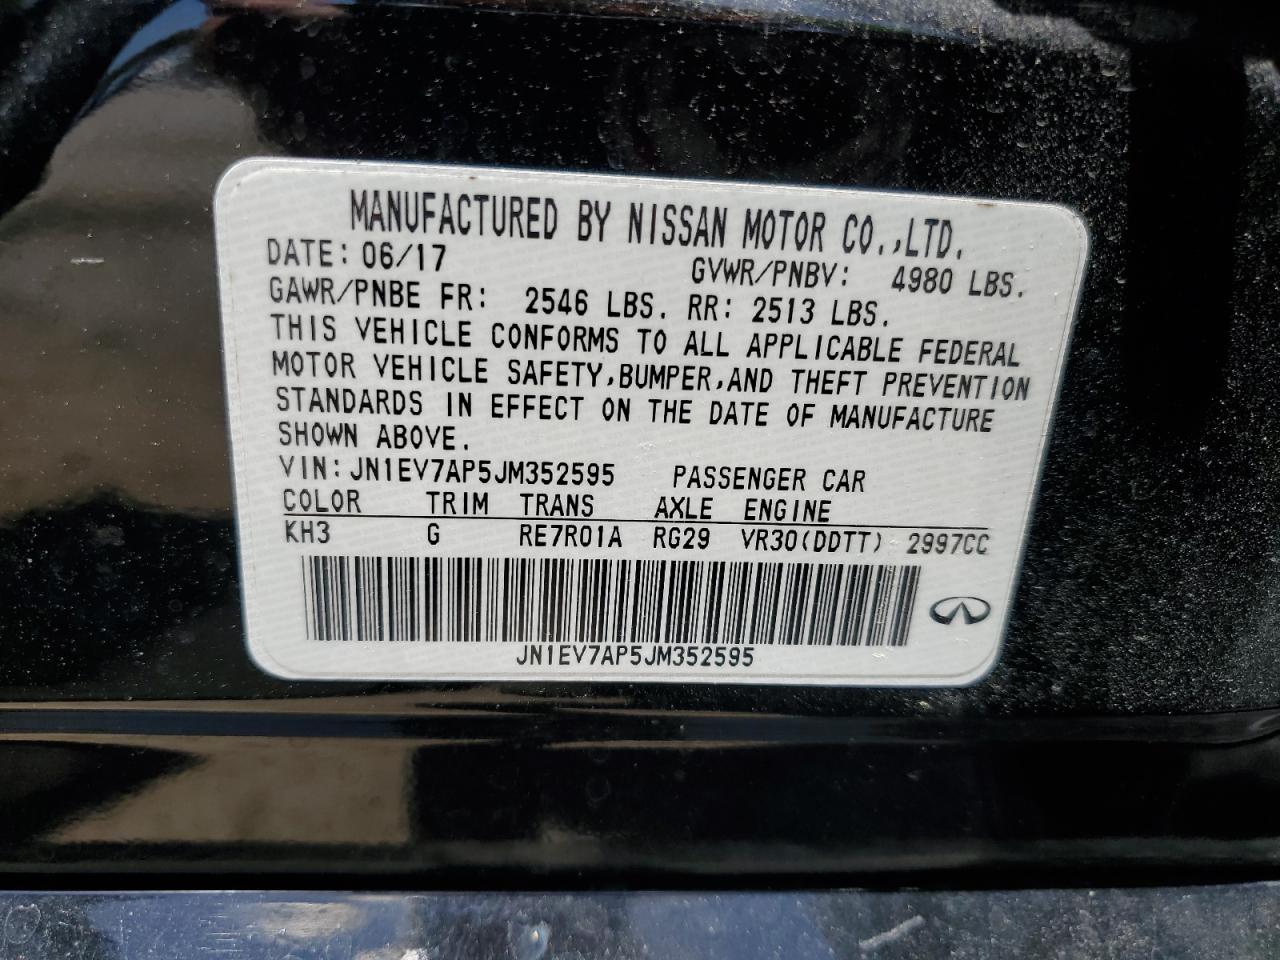 MANUFACTURED BY NISSAN MOTOR CO.,LTD.
DATE: 06/17 GVWR/PNBV: 4980 LBS.
GAWR/PNBE FR: 2546 LBS. RR: 2513 LBS.
THIS VEHICLE CONFORMS TO ALL APPLICABLE FEDERAL
MOTOR VEHICLE SAFETY,BUMPER,AND THEFT PREVENTION
STANDARDS IN EFFECT ON THE DATE OF MANUFACTURE
SHOWN ABOVE.
VIN:JN1EV7AP5JM352595 PASSENGER CAR
COLOR TRIM TRANS AXLE ENGINE
KH3 G RE7R01A RG29 VR30(DDTT) 2997CC
JN1EV7AP5JM352595